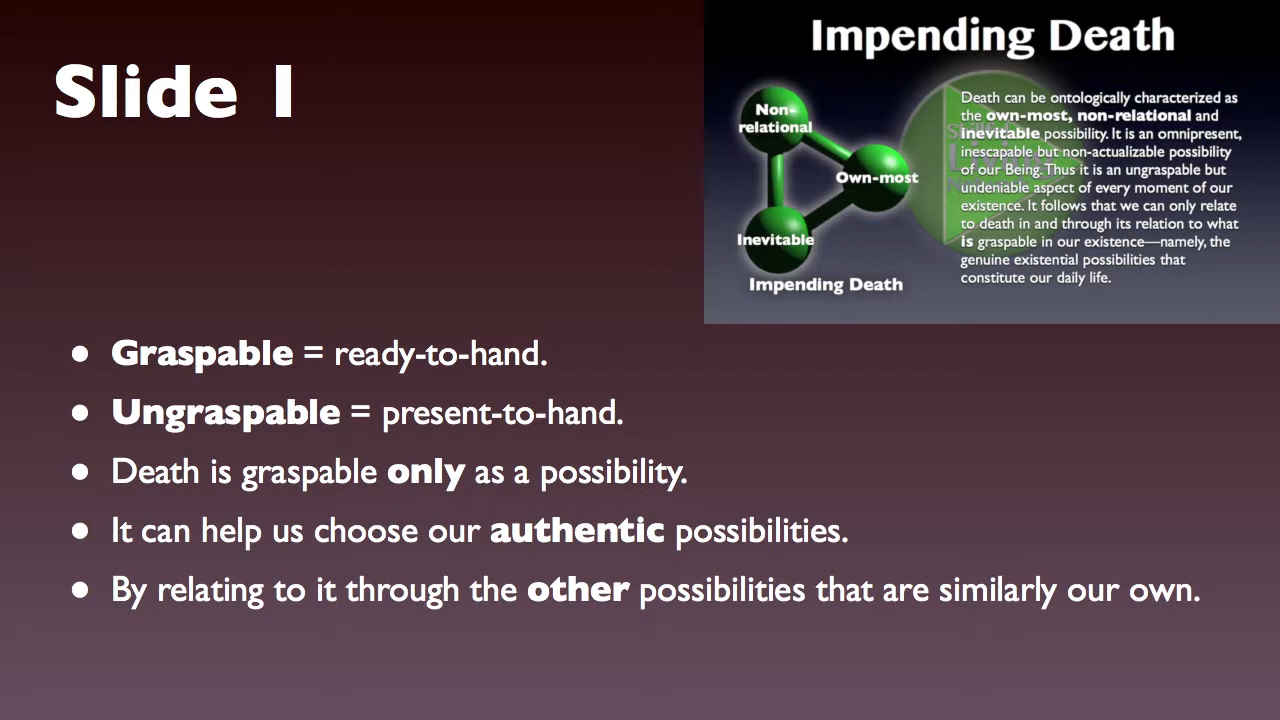 Slide 1
Impending Death
Non-
relational
Own-most
Inevitable
Impending Death
Death can be ontologically characterized as
the own-most, non-relational and
inevitable possibility. It is an omnipresent,
inescapable but non-actualizable possibility
of our Being. Thus it is an ungraspable but
undeniable aspect of every moment of our
existence. It follows that we can only relate
to death in and through its relation to what
is graspable in our existence—namely, the
genuine existential possibilities that
constitute our daily life.
Graspable = ready-to-hand.
Ungraspable = present-to-hand.
Death is graspable only as a possibility.
It can help us choose our authentic possibilities.
By relating to it through the other possibilities that are similarly our own.